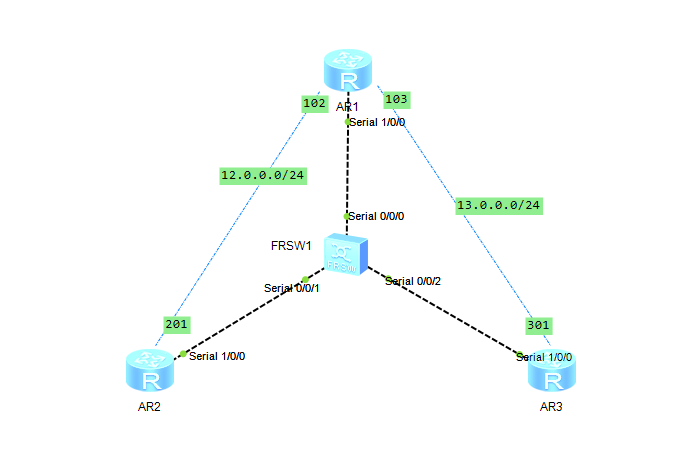 102
103
AR1
Serial 1/0/0
12.0.0.0/24
13.0.0.0/24
Serial 0/0/0
FRSW1
Serial 0/0/1
Serial 0/0/2
201
301
Serial 1/0/0
Serial 1/0/0
R
R
R
AR2
AR3